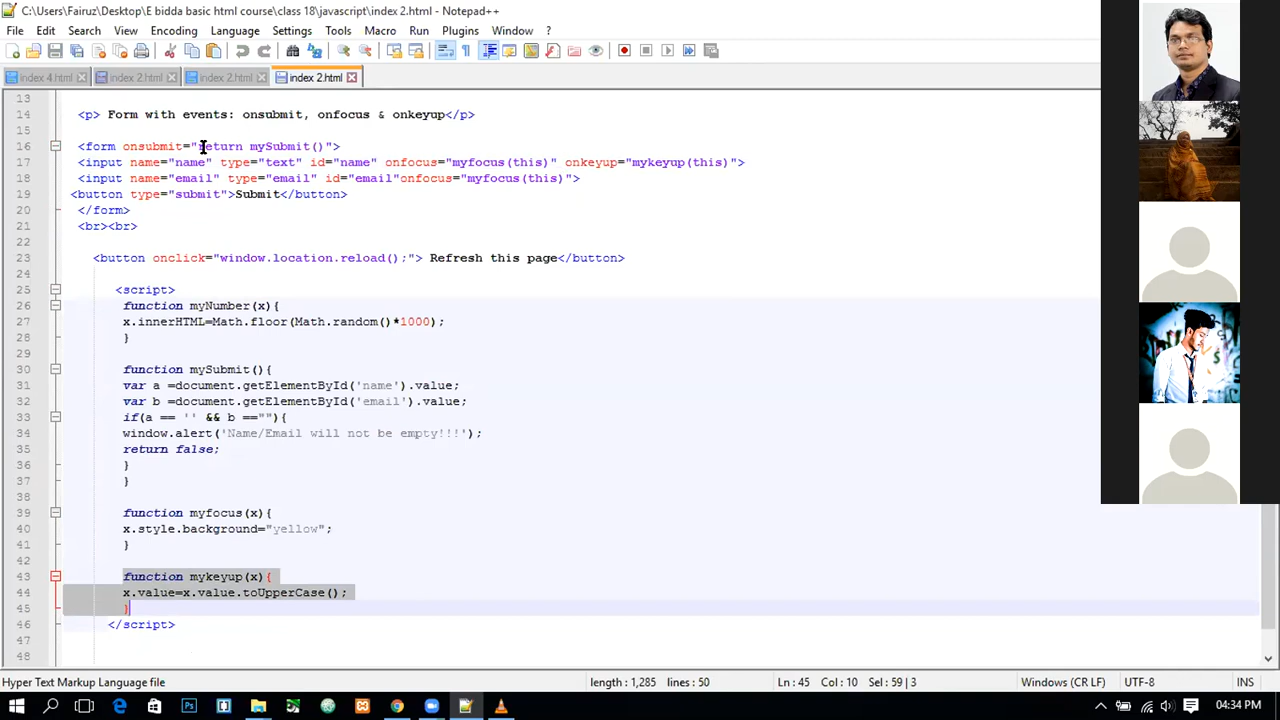 C:\Users\Fairuz\Desktop\E bidda basic html course\class 18\javascript\index 2.html - Notepad++
File Edit Search View Encoding Language Settings Tools Macro Run Plugins Window ?
index 4.html index 2.html index 2.html index 2.html
13
14 <p> Form with events: onsubmit, onfocus & onkeyup</p>
15
16 <form onsubmit="return mySubmit()">
17 <input name="name" type="text" id="name" onfocus="myfocus(this)" onkeyup="mykeyup(this)">
18 <input name="email" type="email" id="email"onfocus="myfocus(this)">
19 <button type="submit">Submit</button>
20 </form>
21 <br><br>
22
23 <button onclick="window.location.reload();"> Refresh this page</button>
24
25 <script>
26 function myNumber(x){
27 x.innerHTML=Math.floor(Math.random()*1000);
28 }
29
30 function mySubmit(){
31 var a =document.getElementById('name').value;
32 var b =document.getElementById('email').value;
33 if(a == '' && b ==""){
34 window.alert('Name/Email will not be empty!!!');
35 return false;
36 }
37 }
38
39 function myfocus(x){
40 x.style.background="yellow";
41 }
42
43 function mykeyup(x){
44 x.value=x.value.toUpperCase();
45 }
46 </script>
47
48
Hyper Text Markup Language file length : 1,285 lines : 50 Ln : 45 Col : 10 Sel : 59 | 3 Windows (CR LF) UTF-8 INS
04:34 PM